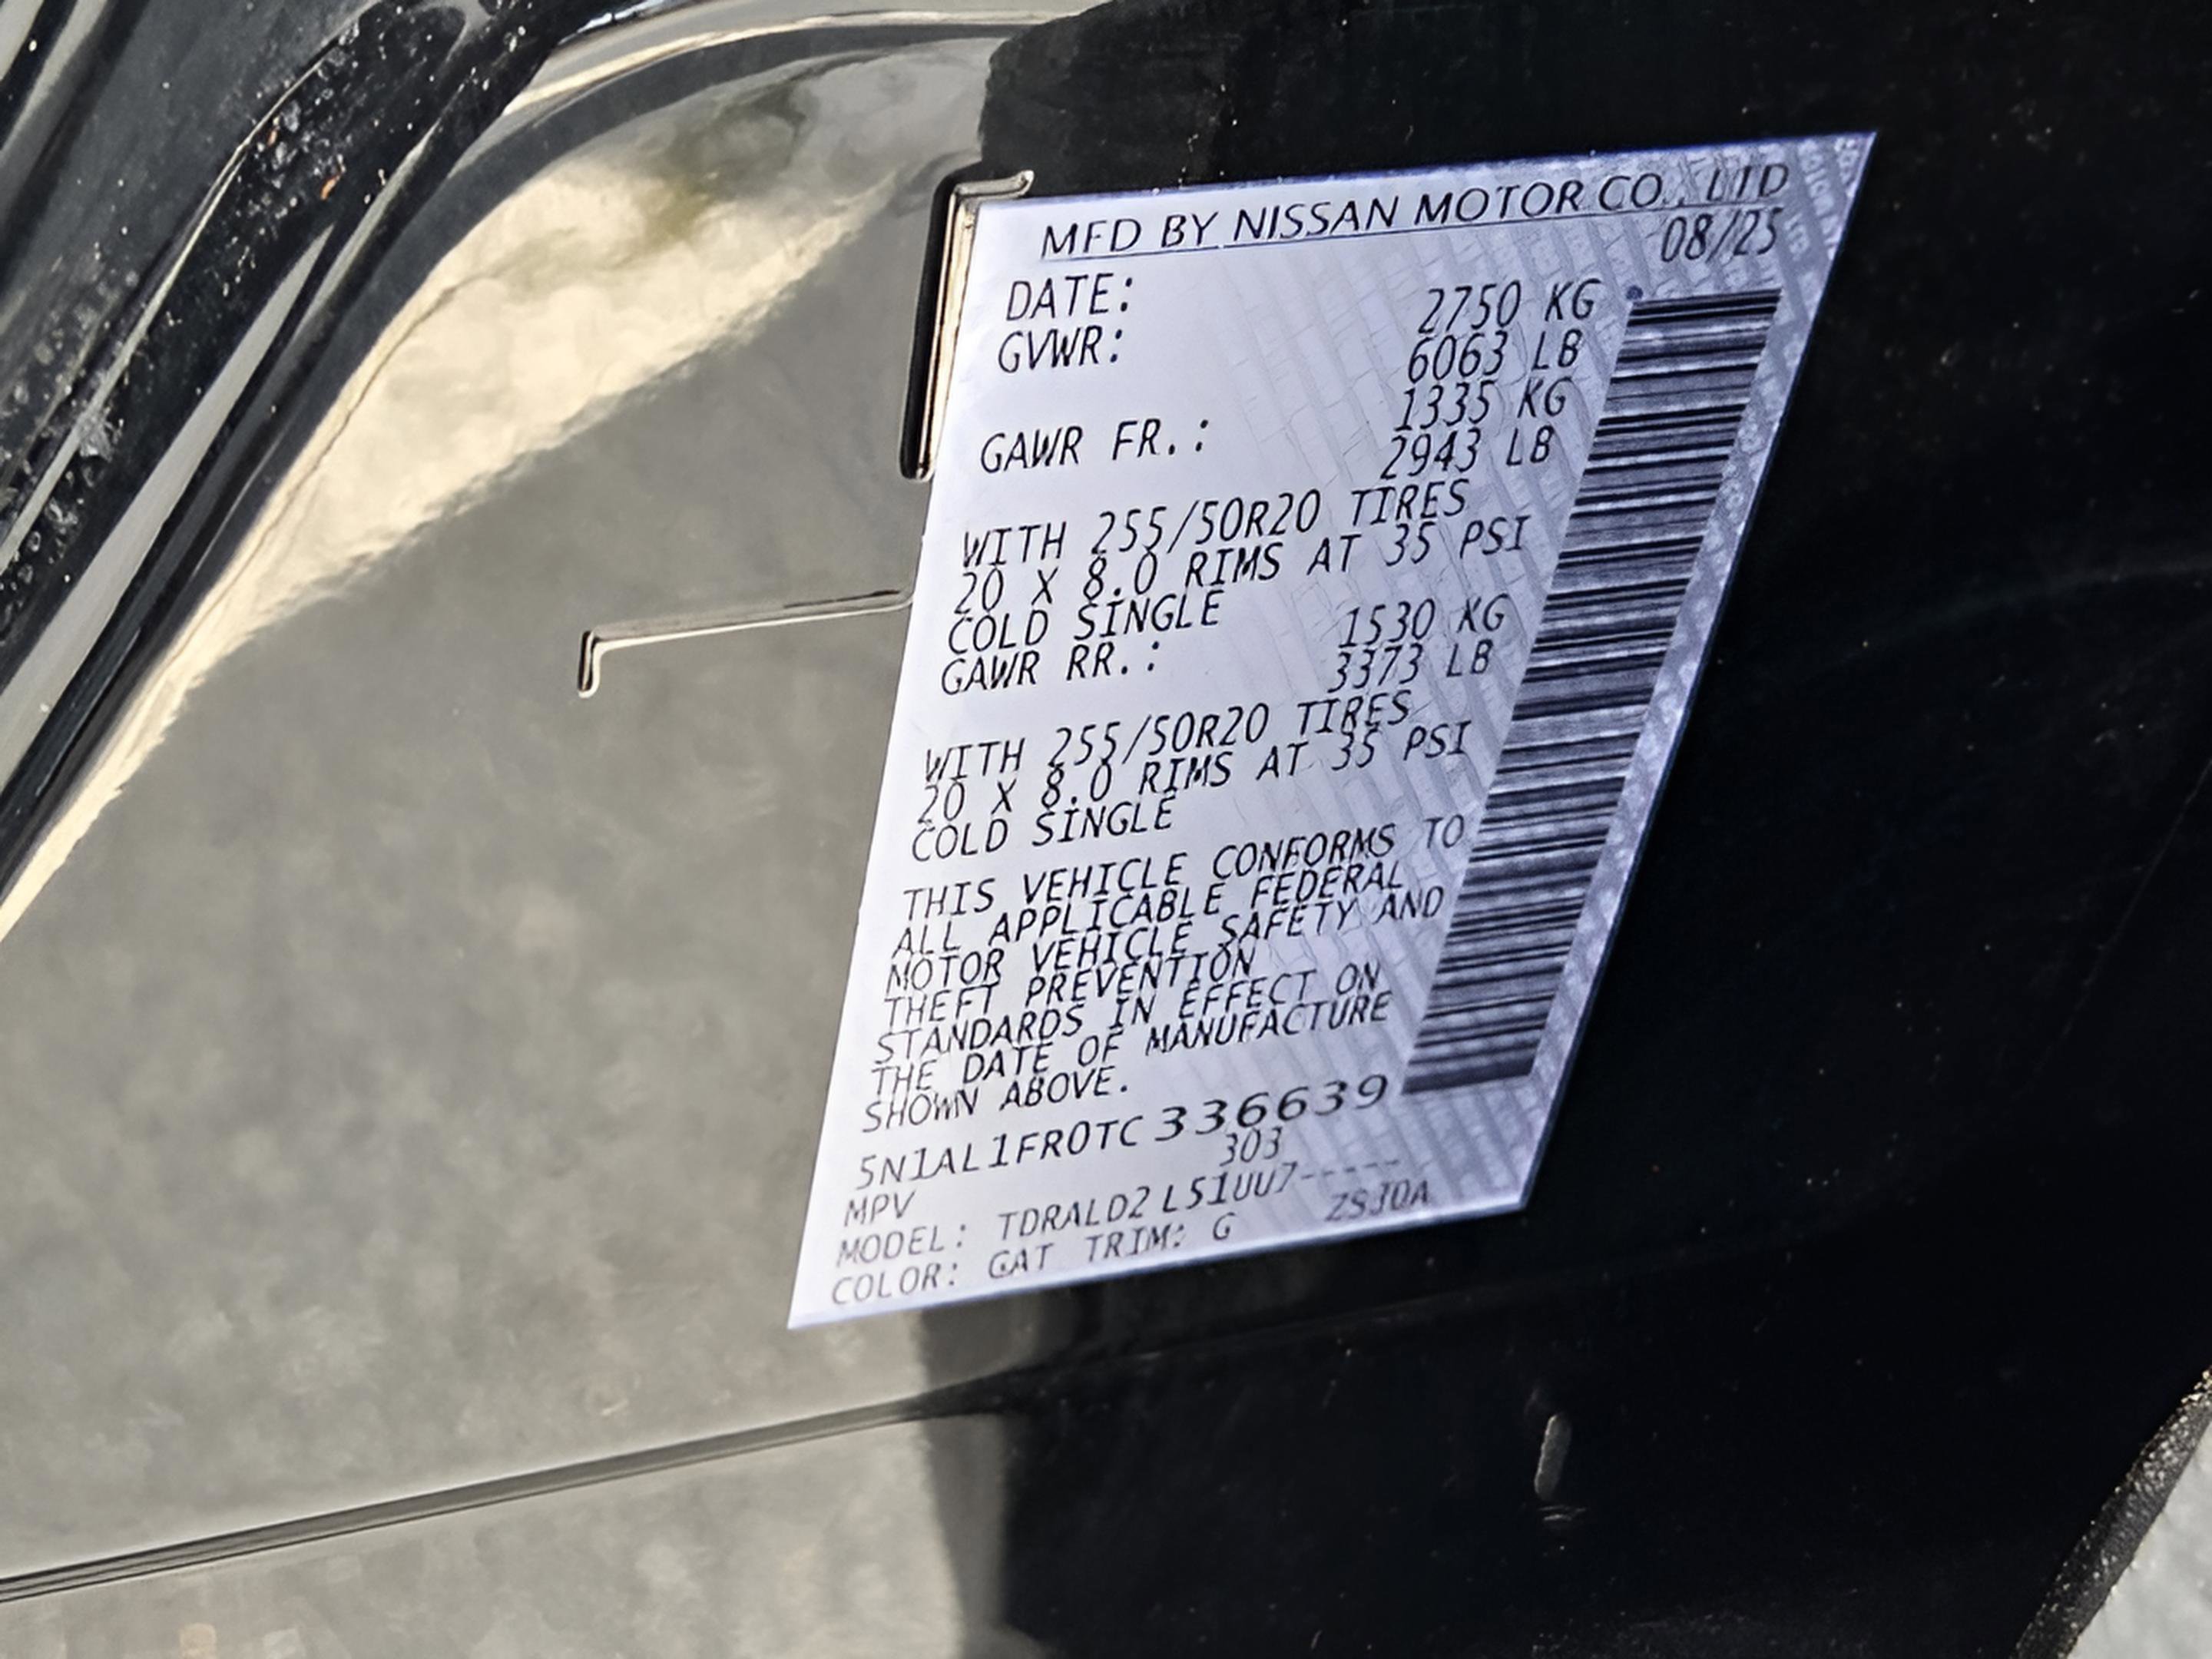 MFD BY NISSAN MOTOR CO., LTD
DATE: 08/25
GVWR: 2750 KG
6063 LB
GAWR FR.: 1335 KG
2943 LB
WITH 255/50R20 TIRES
20 X 8.0 RIMS AT 35 PSI
COLD SINGLE
GAWR RR.: 1530 KG
3373 LB
WITH 255/50R20 TIRES
20 X 8.0 RIMS AT 35 PSI
COLD SINGLE
THIS VEHICLE CONFORMS TO
ALL APPLICABLE FEDERAL
MOTOR VEHICLE SAFETY AND
THEFT PREVENTION
STANDARDS IN EFFECT ON
THE DATE OF MANUFACTURE
SHOWN ABOVE.
5N1AL1FR0TC336639
MPV 303
MODEL: TDRALD2 L51UU7-----
COLOR: GAT TRIM: G